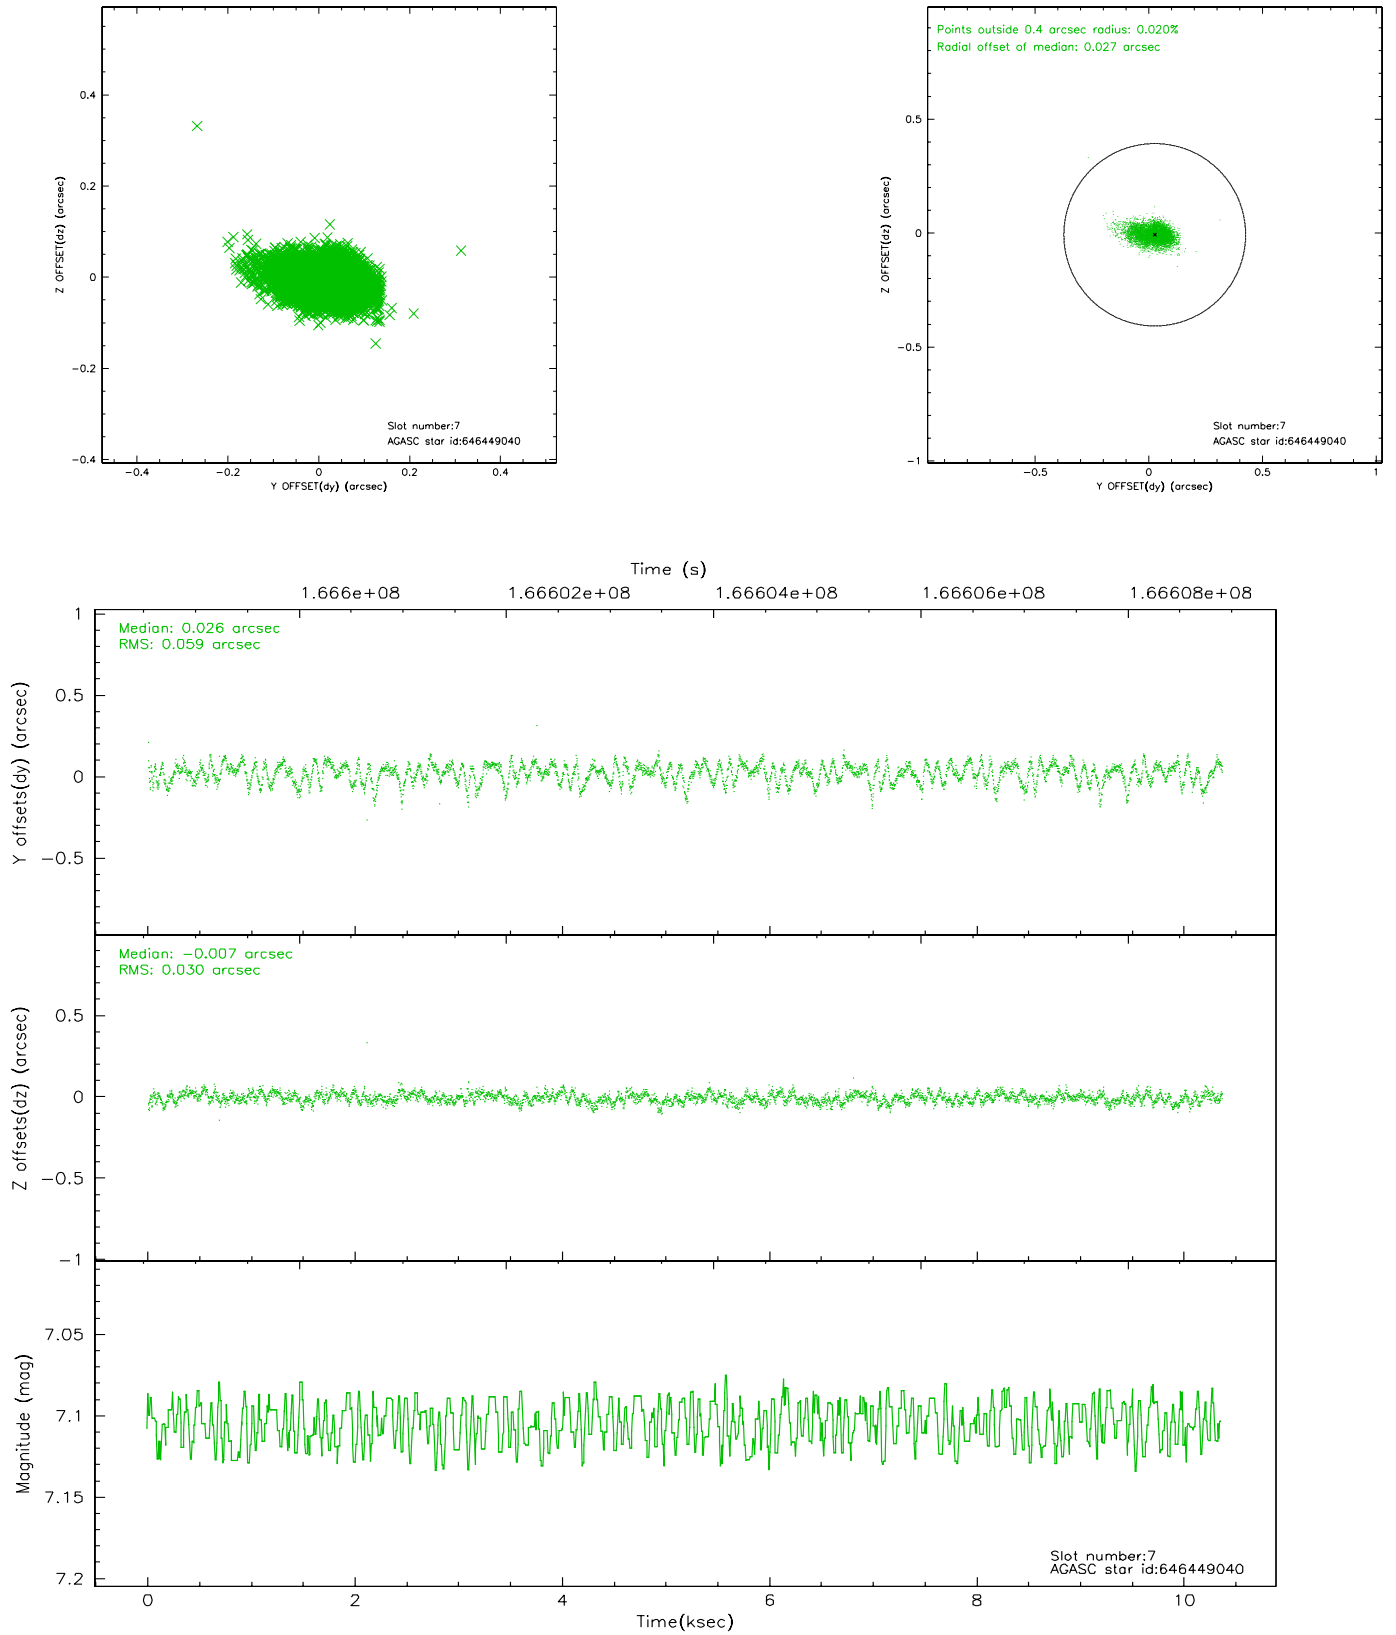 0.4
0.2
0
−0.2
−0.4
Z OFFSET(dz) (arcsec)
−0.4
−0.2
0
0.2
0.4
Y OFFSET(dy) (arcsec)
Slot number:7
AGASC star id:646449040
Points outside 0.4 arcsec radius: 0.020%
Radial offset of median: 0.027 arcsec
0.5
0
−0.5
−1
Z OFFSET(dz) (arcsec)
−0.5
0
0.5
1
Y OFFSET(dy) (arcsec)
Slot number:7
AGASC star id:646449040
Time (s)
1.666e+08
1.66602e+08
1.66604e+08
1.66606e+08
1.66608e+08
Median: 0.026 arcsec
RMS: 0.059 arcsec
1
0.5
0
−0.5
Y offsets(dy) (arcsec)
Median: −0.007 arcsec
RMS: 0.030 arcsec
0.5
0
−0.5
−1
Z offsets(dz) (arcsec)
7.05
7.1
7.15
7.2
Magnitude (mag)
Slot number:7
AGASC star id:646449040
0
2
4
6
8
10
Time(ksec)